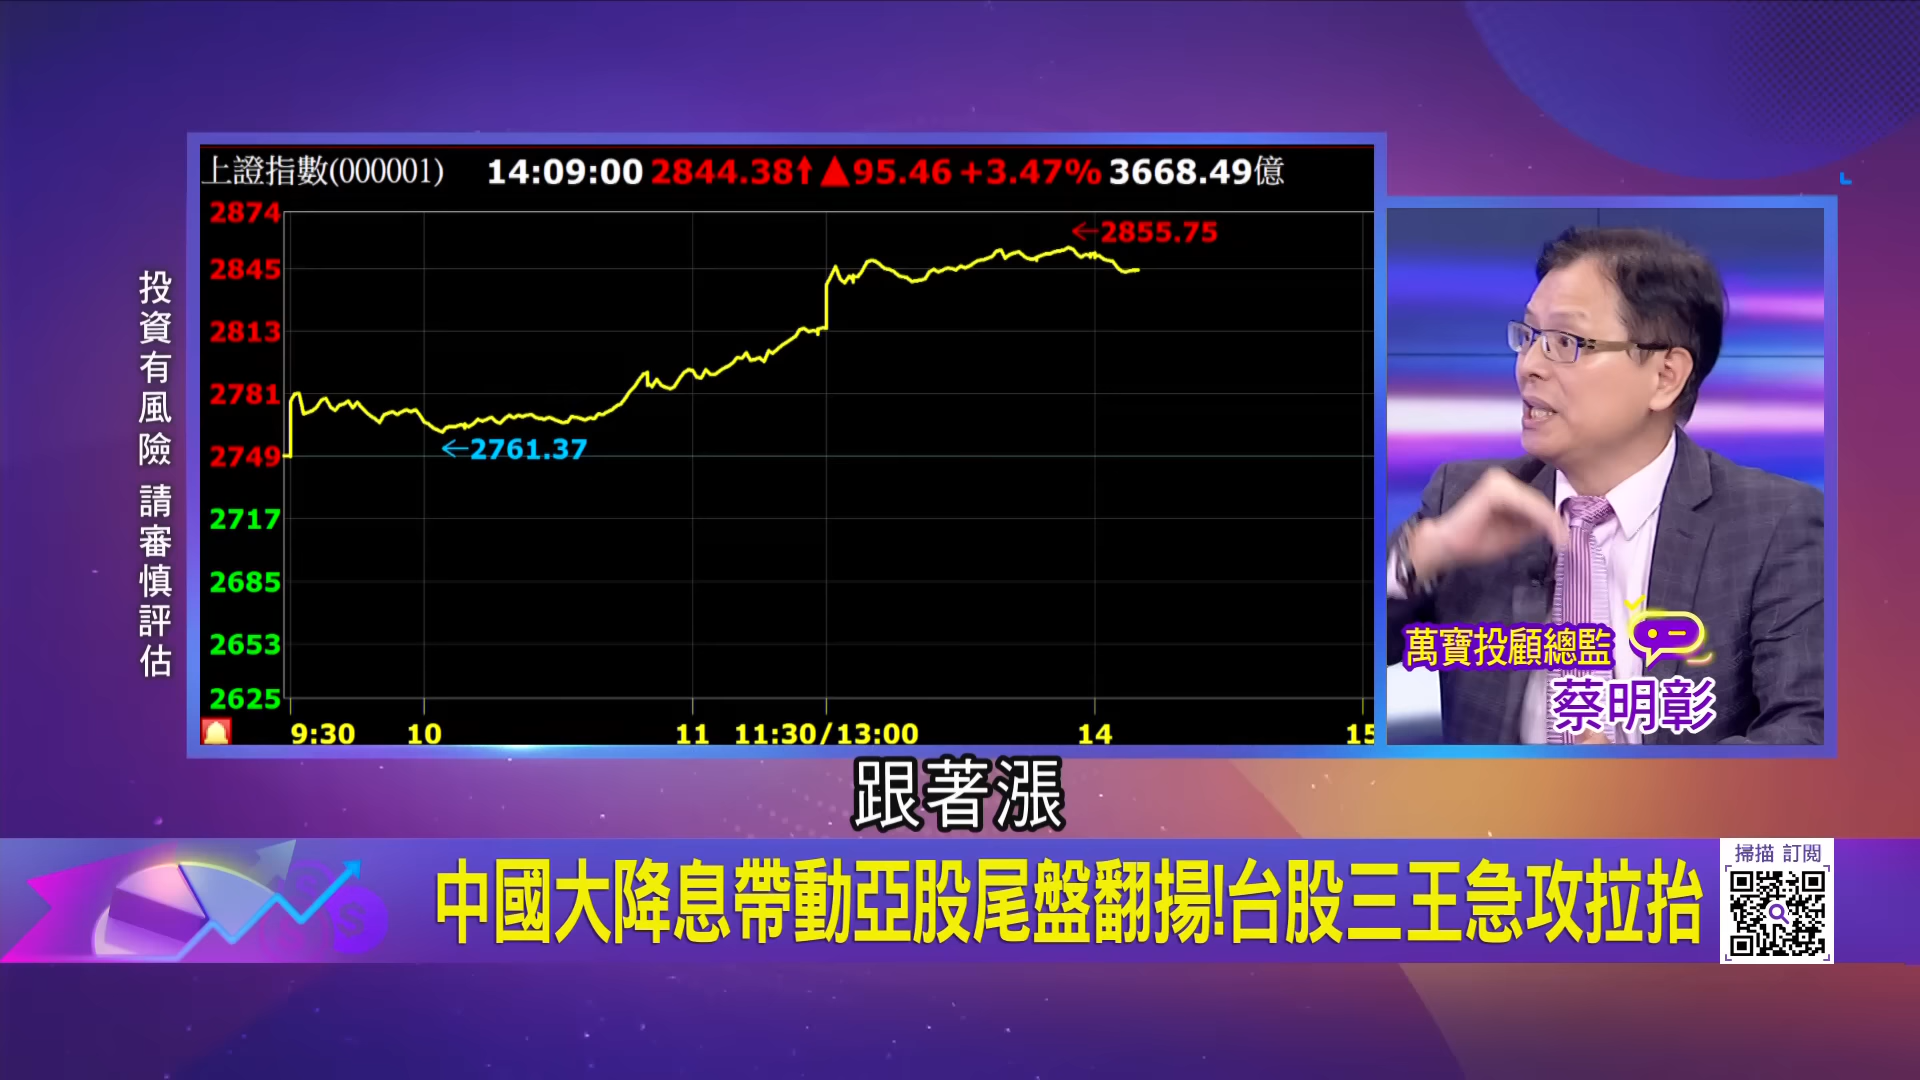 上證指數(000001) 14:09:00 2844.38↑ ▲95.46 +3.47% 3668.49億
2874
←2855.75
2845
2813
2781
2749
←2761.37
2717
2685
2653
2625
9:30 10 11 11:30/13:00 14 15
投資有風險 請審慎評估
萬寶投顧總監
蔡明彰
跟著漲
中國大降息帶動亞股尾盤翻揚!台股三王急攻拉抬
掃描 訂閱